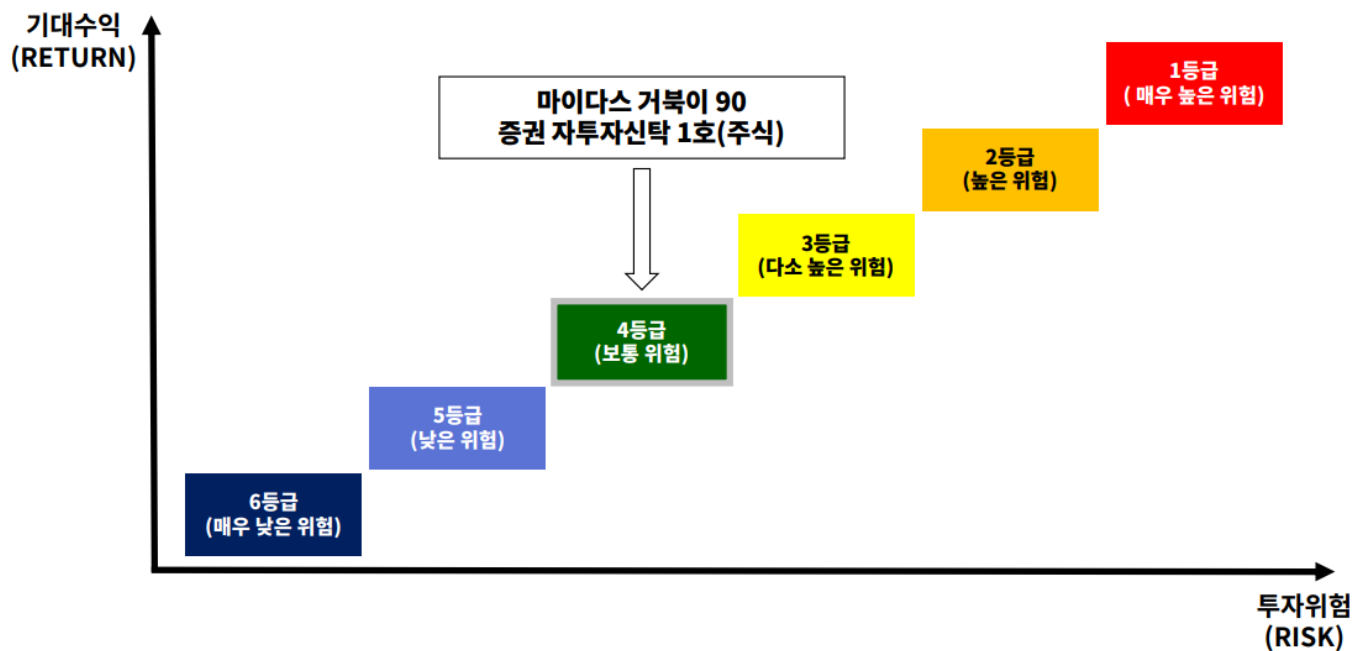 기대수익
(RETURN)
마이다스 거북이 90
증권 자투자신탁 1호(주식)
1등급
( 매우 높은 위험)
2등급
(높은 위험)
3등급
(다소 높은 위험)
4등급
(보통 위험)
5등급
(낮은 위험)
6등급
(매우 낮은 위험)
투자위험
(RISK)